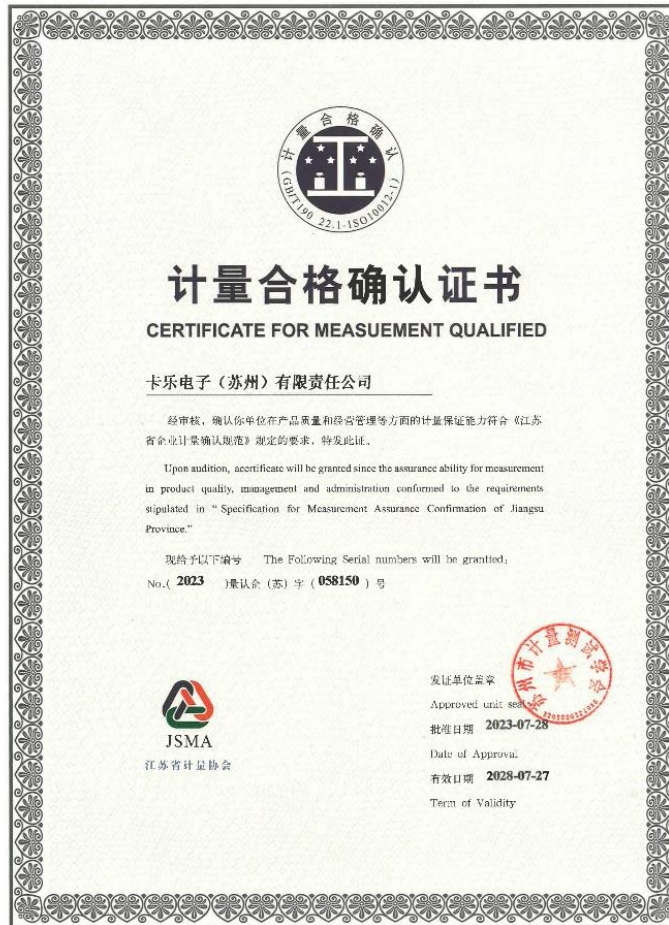 计量合格确认
(GB/T190 22.1-ISO10012-1)
计量合格确认证书
CERTIFICATE FOR MEASUEMENT QUALIFIED
卡乐电子（苏州）有限责任公司
经审核，确认你单位在产品质量和经营管理等方面的计量保证能力符合《江苏
省企业计量确认规范》规定的要求，特发此证。
Upon audition, acertificate will be granted since the assurance ability for measurement
in product quality, management and administration conformed to the requirements
stipulated in “ Specification for Measurement Assurance Confirmation of Jiangsu
Province.”
现给予以下编号 The Following Serial numbers will be grantted:
No.( 2023 )量认企（苏）字（058150）号
苏州市计量测试学会
发证单位盖章
Approved unit seal
批准日期 2023-07-28
Date of Approval
有效日期 2028-07-27
Term of Validity
JSMA
江苏省计量协会